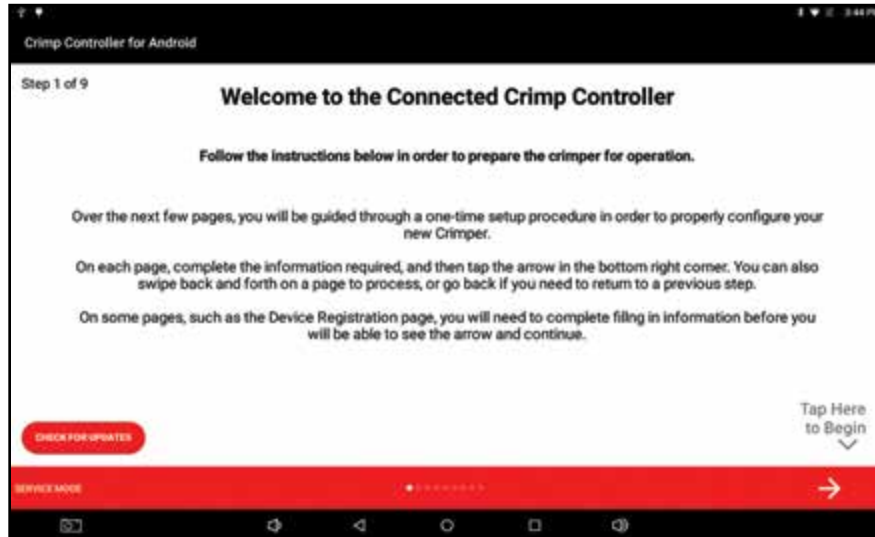 3:44 PM
Crimp Controller for Android
Step 1 of 9
Welcome to the Connected Crimp Controller
Follow the instructions below in order to prepare the crimper for operation.
Over the next few pages, you will be guided through a one-time setup procedure in order to properly configure your
new Crimper.
On each page, complete the information required, and then tap the arrow in the bottom right corner. You can also
swipe back and forth on a page to process, or go back if you need to return to a previous step.
On some pages, such as the Device Registration page, you will need to complete fillng in information before you
will be able to see the arrow and continue.
Tap Here
to Begin
CHECK FOR UPDATES
SERVICE MODE